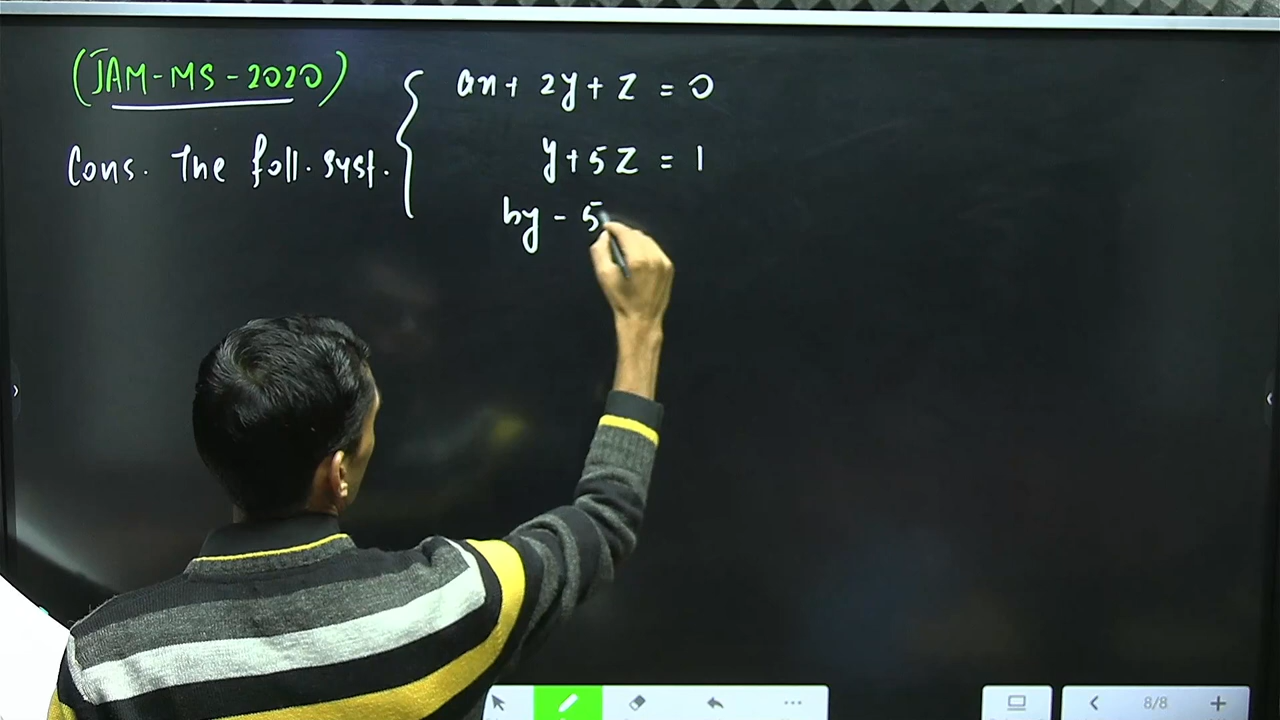 (JAM-MS-2020)
ax + 2y + z = 0
Cons. The foll. syst.
y + 5z = 1
by - 5
8/8